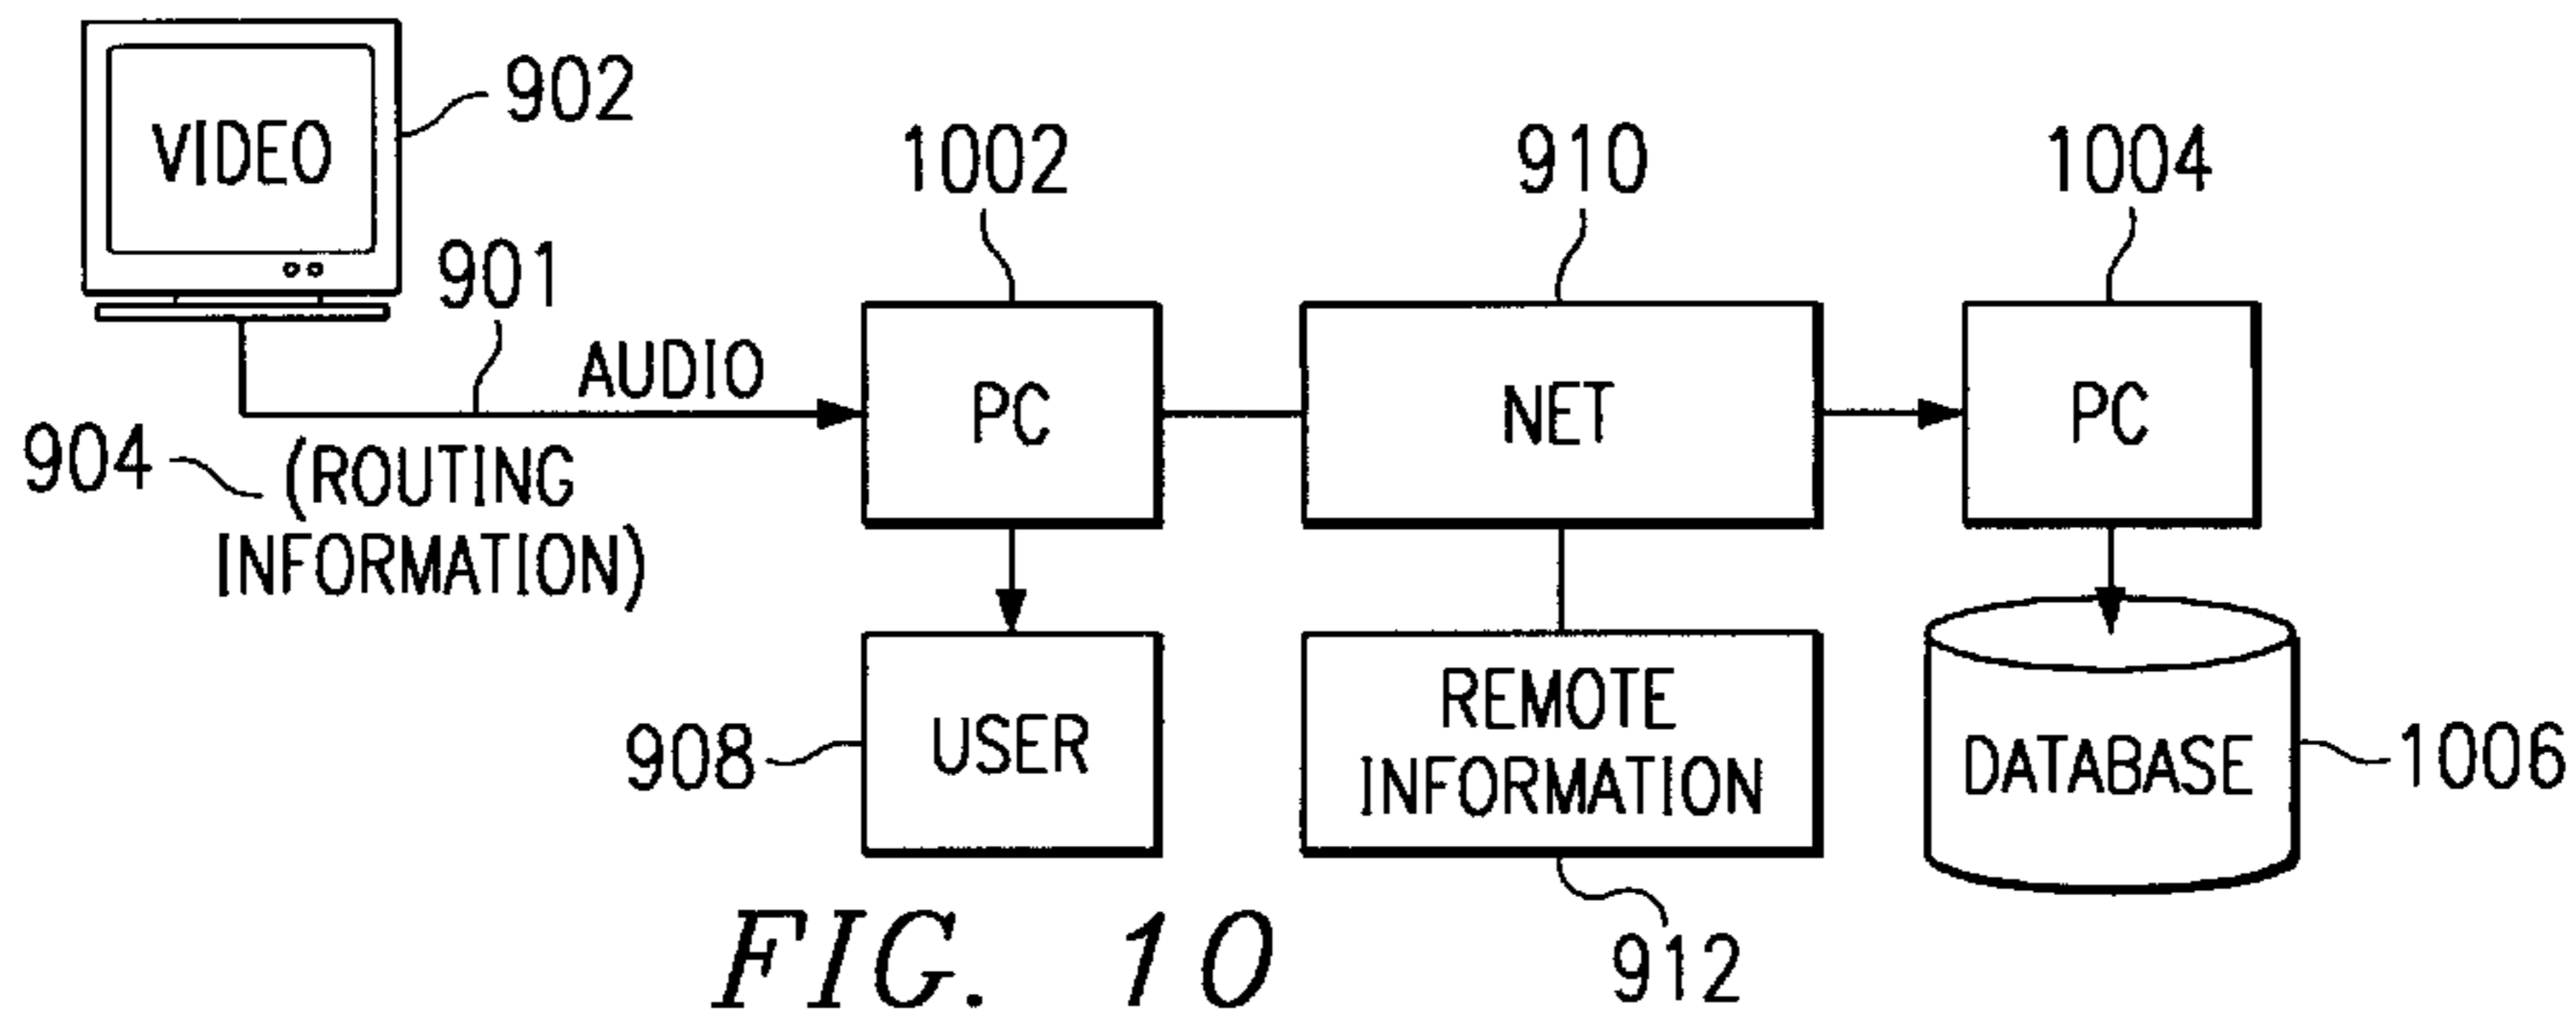 VIDEO
902
901
AUDIO
904
(ROUTING
INFORMATION)
1002
PC
910
NET
1004
PC
908
USER
REMOTE
INFORMATION
912
DATABASE
1006
FIG. 10